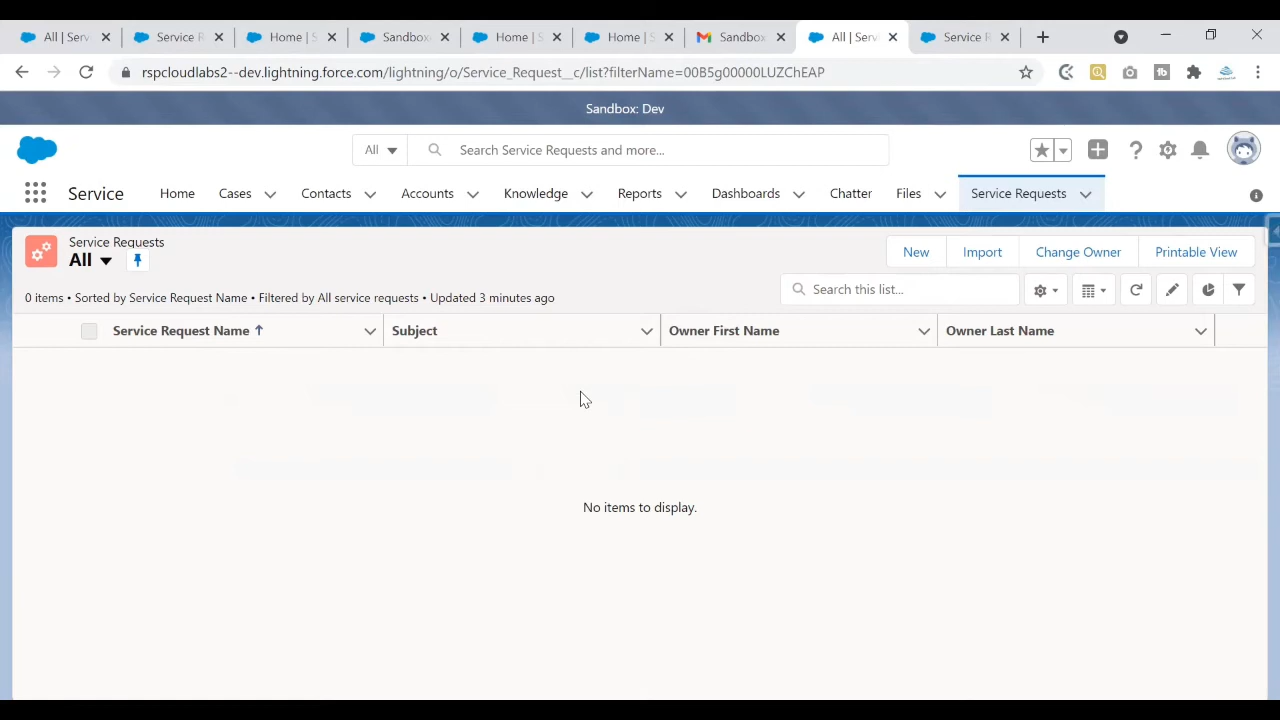 All | Serv
Service R
Home | S
Sandbox:
Home | S
Home | S
Sandbox
All | Serv
Service R
rspcloudlabs2--dev.lightning.force.com/lightning/o/Service_Request__c/list?filterName=00B5g00000LUZChEAP
Sandbox: Dev
All
Search Service Requests and more...
Service
Home
Cases
Contacts
Accounts
Knowledge
Reports
Dashboards
Chatter
Files
Service Requests
Service Requests
All
New
Import
Change Owner
Printable View
0 items • Sorted by Service Request Name • Filtered by All service requests • Updated 3 minutes ago
Search this list...
Service Request Name
Subject
Owner First Name
Owner Last Name
No items to display.